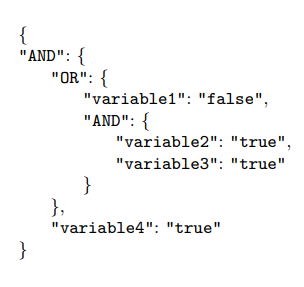 {
"AND": {
"OR": {
"variable1": "false",
"AND": {
"variable2": "true",
"variable3": "true"
}
},
"variable4": "true"
}